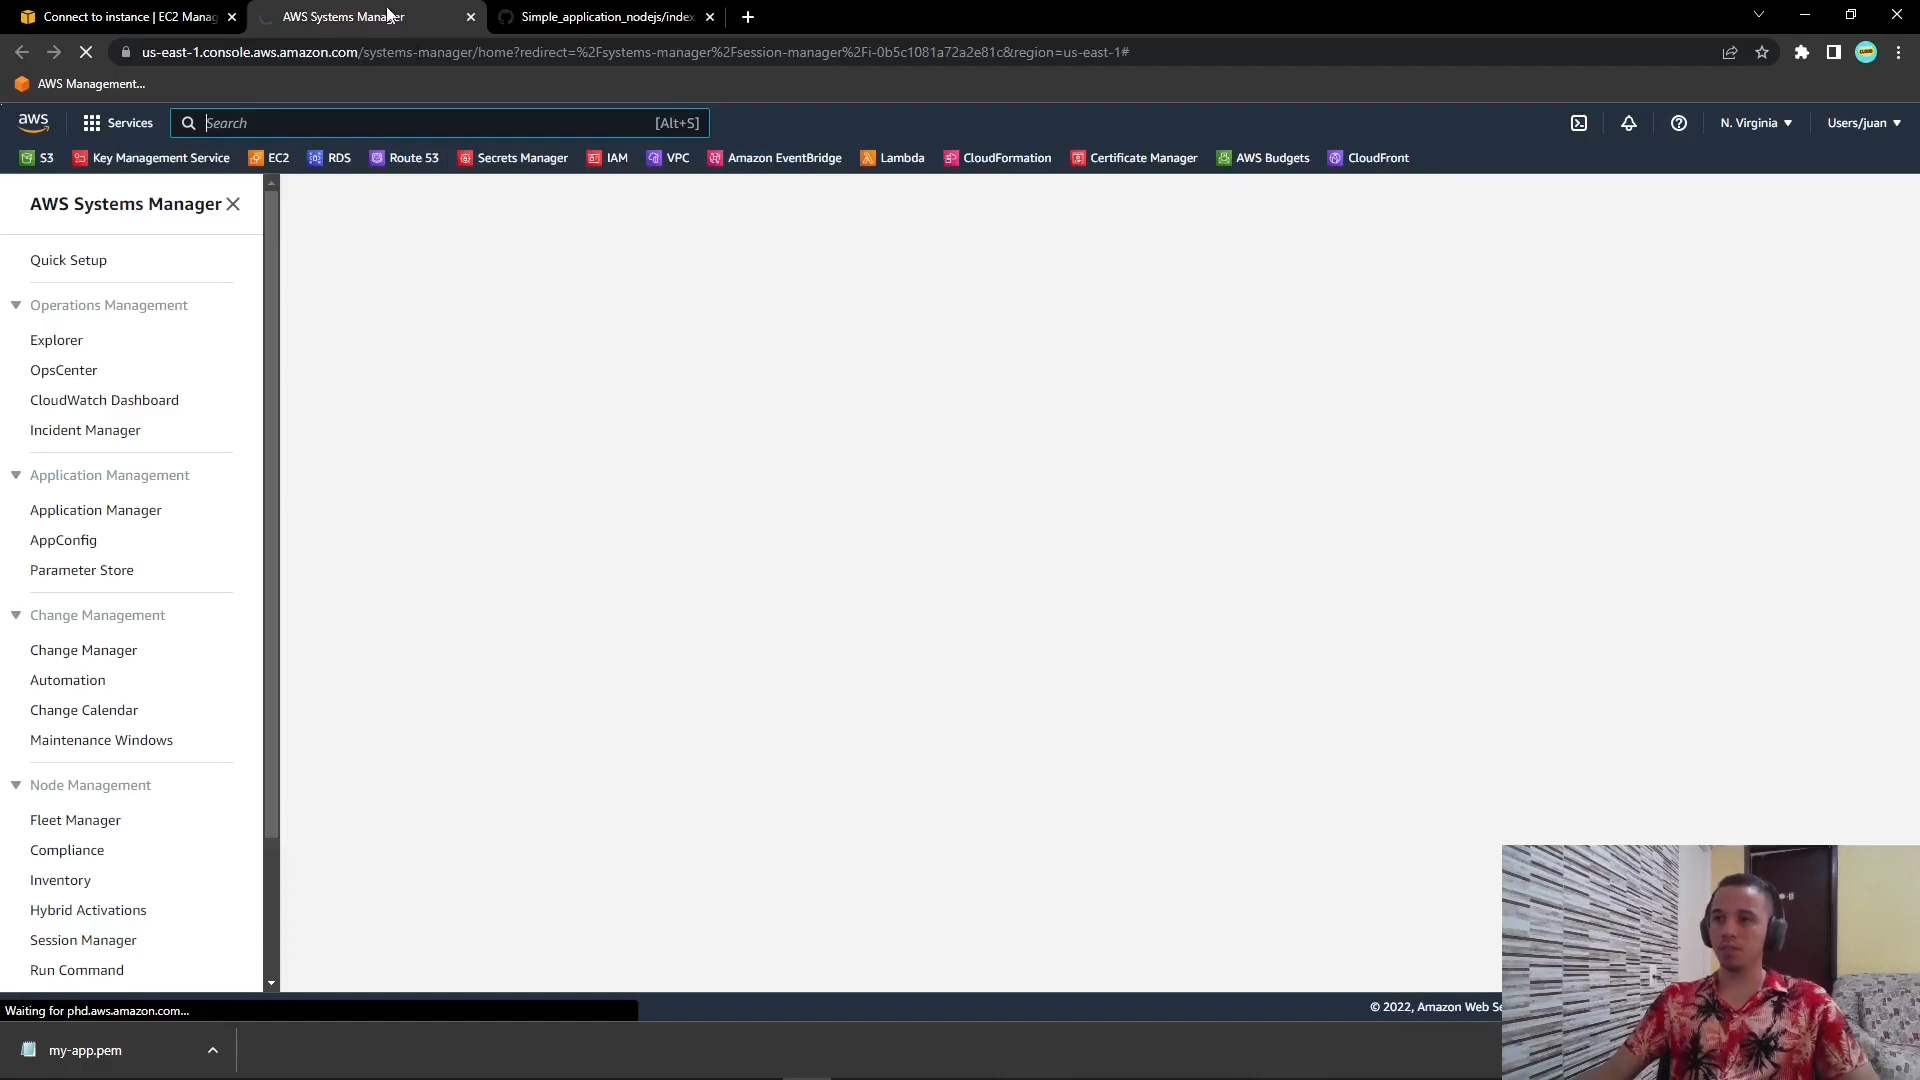 Connect to instance | EC2 Manag
AWS Systems Manager
Simple_application_nodejs/index
us-east-1.console.aws.amazon.com/systems-manager/home?redirect=%2Fsystems-manager%2Fsession-manager%2Fi-0b5c1081a72a2e81c&region=us-east-1#
AWS Management...
aws
Services
Search
[Alt+S]
N. Virginia
Users/juan
S3
Key Management Service
EC2
RDS
Route 53
Secrets Manager
IAM
VPC
Amazon EventBridge
Lambda
CloudFormation
Certificate Manager
AWS Budgets
CloudFront
AWS Systems Manager
Quick Setup
Operations Management
Explorer
OpsCenter
CloudWatch Dashboard
Incident Manager
Application Management
Application Manager
AppConfig
Parameter Store
Change Management
Change Manager
Automation
Change Calendar
Maintenance Windows
Node Management
Fleet Manager
Compliance
Inventory
Hybrid Activations
Session Manager
Run Command
Waiting for phd.aws.amazon.com...
© 2022, Amazon Web Se
my-app.pem